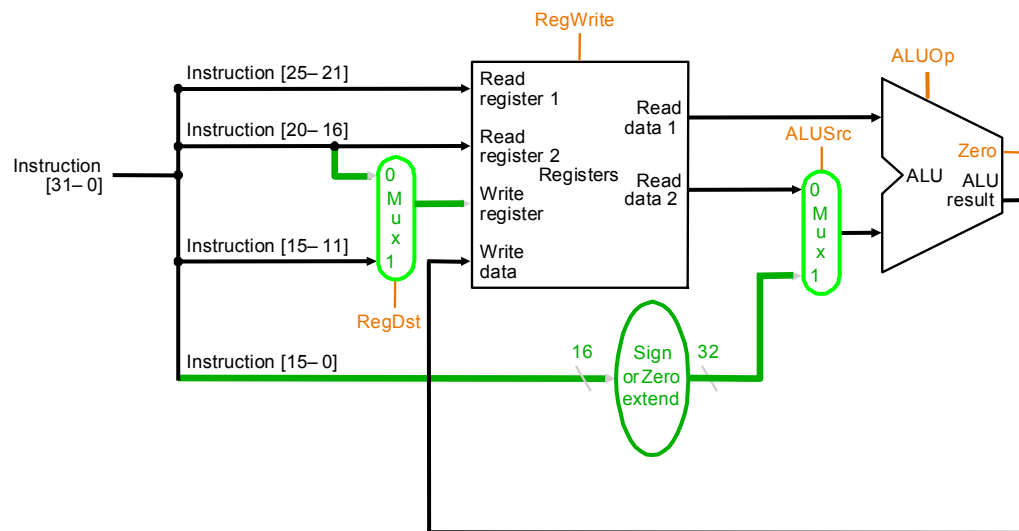 RegWrite
Instruction [25– 21]
Read
register 1
ALUOp
Instruction [20– 16]
Read
register 2
Read
data 1
ALUSrc
Zero
Instruction
[31– 0]
0
M
u
x
1
Registers
Write
register
Read
data 2
0
M
u
x
1
ALU
ALU
result
Instruction [15– 11]
Write
data
RegDst
Instruction [15– 0]
16
Sign
orZero
extend
32